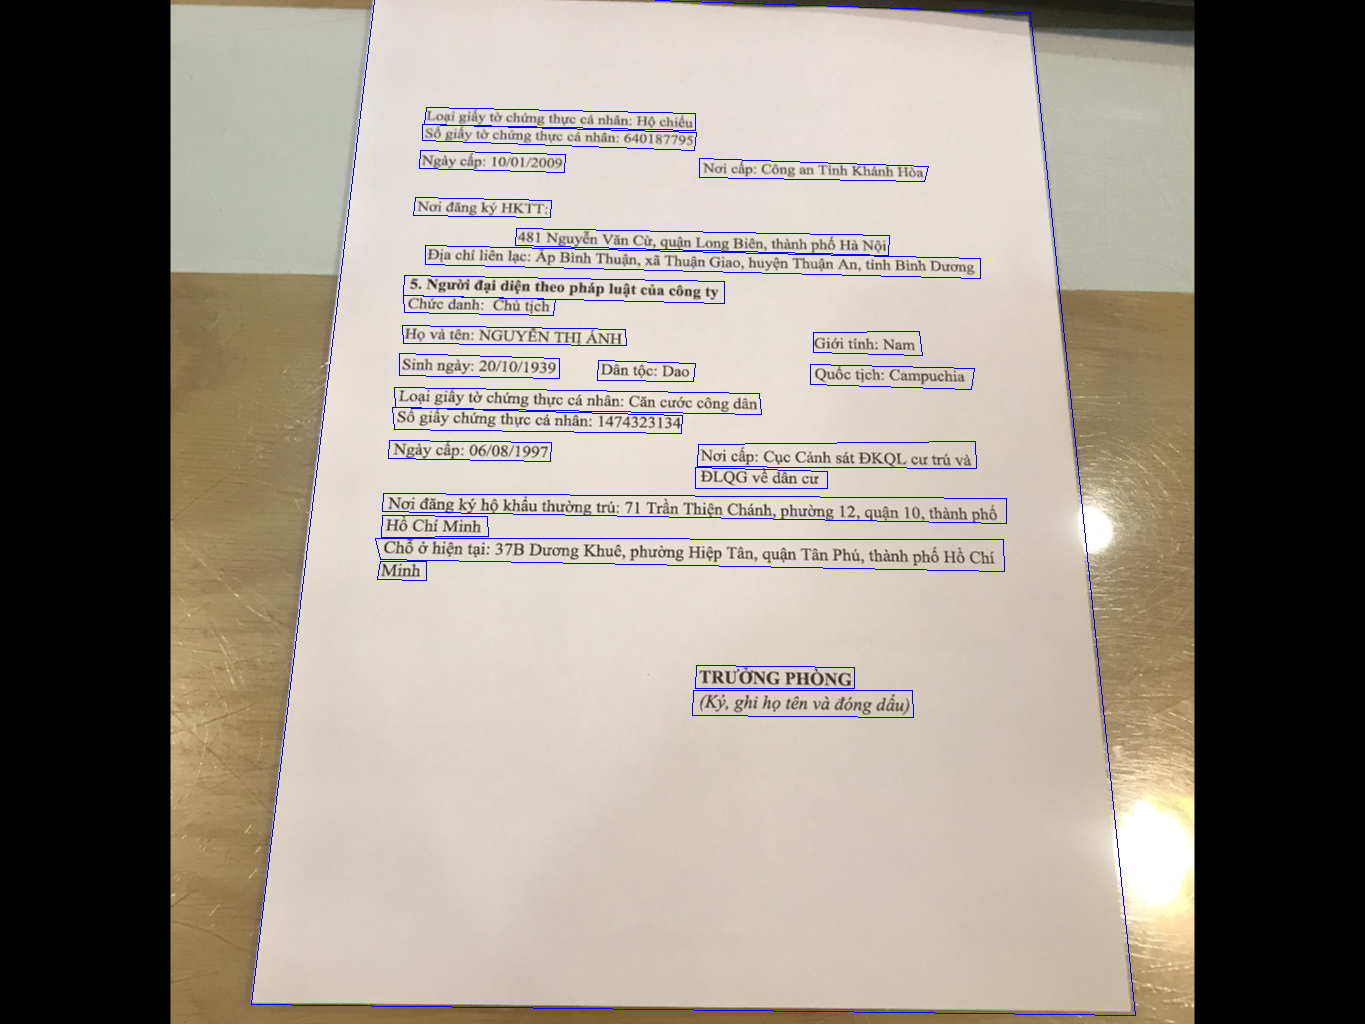 Loại giấy tờ chứng thực cá nhân: Hộ chiếu
Số giấy tờ chứng thực cá nhân: 640187795
Ngày cấp: 10/01/2009 Nơi cấp: Công an Tỉnh Khánh Hòa
Nơi đăng ký HKTT:
481 Nguyễn Văn Cừ, quận Long Biên, thành phố Hà Nội
Địa chỉ liên lạc: Ấp Bình Thuận, xã Thuận Giao, huyện Thuận An, tỉnh Bình Dương
5. Người đại diện theo pháp luật của công ty
Chức danh: Chủ tịch
Họ và tên: NGUYỄN THỊ ÁNH Giới tính: Nam
Sinh ngày: 20/10/1939 Dân tộc: Dao Quốc tịch: Campuchia
Loại giấy tờ chứng thực cá nhân: Căn cước công dân
Số giấy chứng thực cá nhân: 1474323134
Ngày cấp: 06/08/1997 Nơi cấp: Cục Cảnh sát ĐKQL cư trú và
ĐLQG về dân cư
Nơi đăng ký hộ khẩu thường trú: 71 Trần Thiện Chánh, phường 12, quận 10, thành phố
Hồ Chí Minh
Chỗ ở hiện tại: 37B Dương Khuê, phường Hiệp Tân, quận Tân Phú, thành phố Hồ Chí
Minh
TRƯỞNG PHÒNG
(Ký, ghi họ tên và đóng dấu)